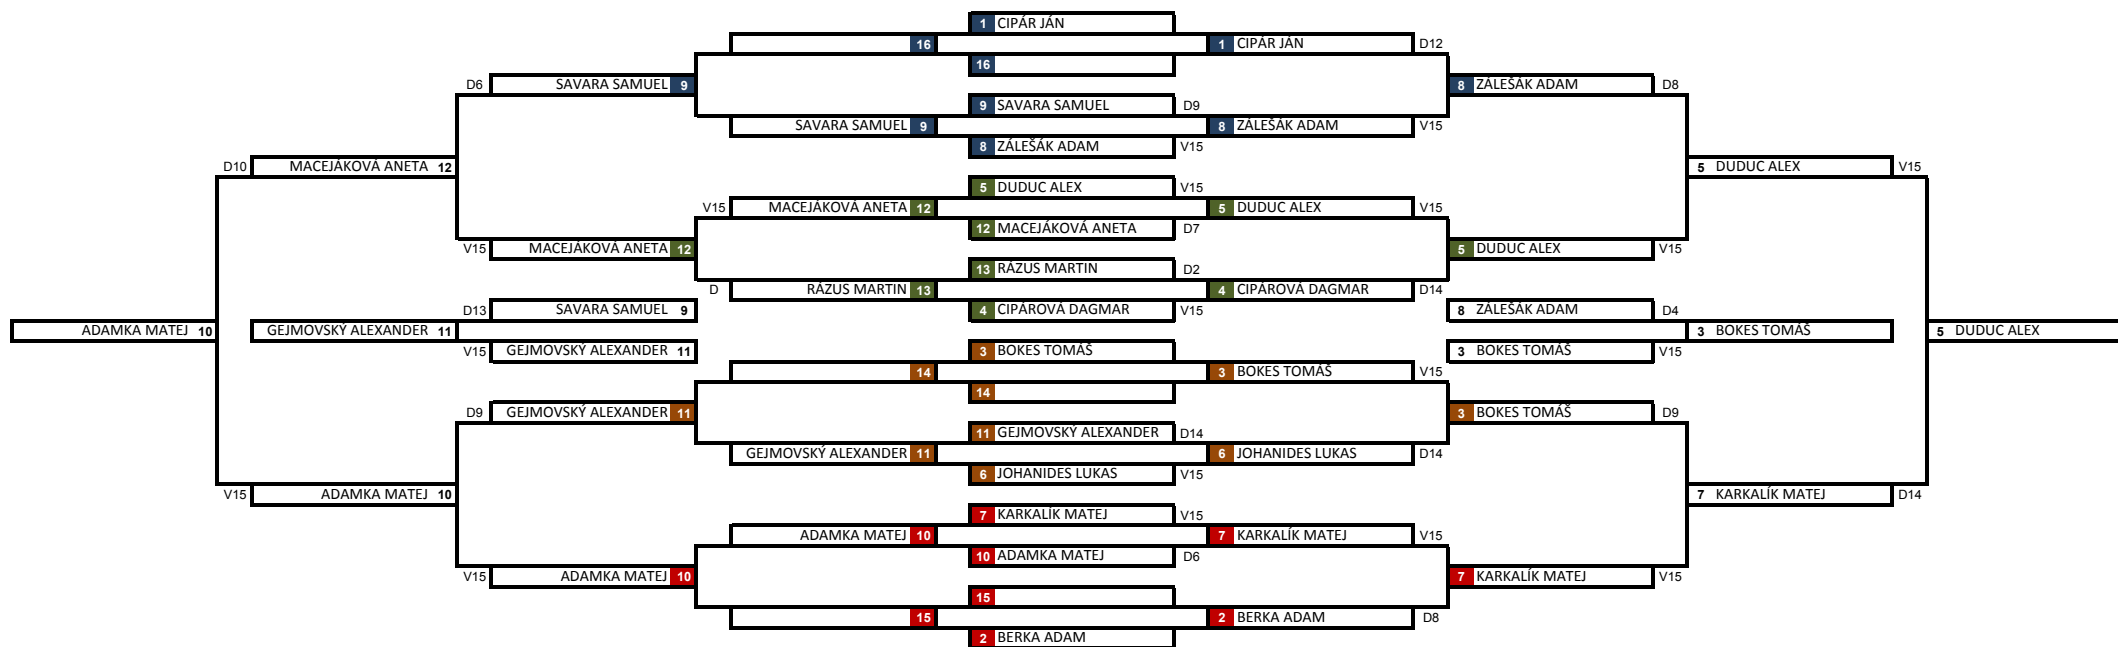 1 CIPÁR JÁN
16 1 CIPÁR JÁN D12
16
D6 SAVARA SAMUEL 9 8 ZÁLEŠÁK ADAM D8
9 SAVARA SAMUEL D9
SAVARA SAMUEL 9 8 ZÁLEŠÁK ADAM V15
8 ZÁLEŠÁK ADAM V15
D10 MACEJÁKOVÁ ANETA 12 5 DUDUC ALEX V15
5 DUDUC ALEX V15
V15 MACEJÁKOVÁ ANETA 12 5 DUDUC ALEX V15
12 MACEJÁKOVÁ ANETA D7
V15 MACEJÁKOVÁ ANETA 12 5 DUDUC ALEX V15
13 RÁZUS MARTIN D2
D RÁZUS MARTIN 13 4 CIPÁROVÁ DAGMAR D14
D13 SAVARA SAMUEL 9 4 CIPÁROVÁ DAGMAR V15 8 ZÁLEŠÁK ADAM D4
ADAMKA MATEJ 10 GEJMOVSKÝ ALEXANDER 11 3 BOKES TOMÁŠ 5 DUDUC ALEX
V15 GEJMOVSKÝ ALEXANDER 11 3 BOKES TOMÁŠ 3 BOKES TOMÁŠ V15
14 3 BOKES TOMÁŠ V15
14
D9 GEJMOVSKÝ ALEXANDER 11 3 BOKES TOMÁŠ D9
11 GEJMOVSKÝ ALEXANDER D14
GEJMOVSKÝ ALEXANDER 11 6 JOHANIDES LUKAS D14
6 JOHANIDES LUKAS V15
V15 ADAMKA MATEJ 10 7 KARKALÍK MATEJ D14
7 KARKALÍK MATEJ V15
ADAMKA MATEJ 10 7 KARKALÍK MATEJ V15
10 ADAMKA MATEJ D6
V15 ADAMKA MATEJ 10 7 KARKALÍK MATEJ V15
15
15 2 BERKA ADAM D8
2 BERKA ADAM